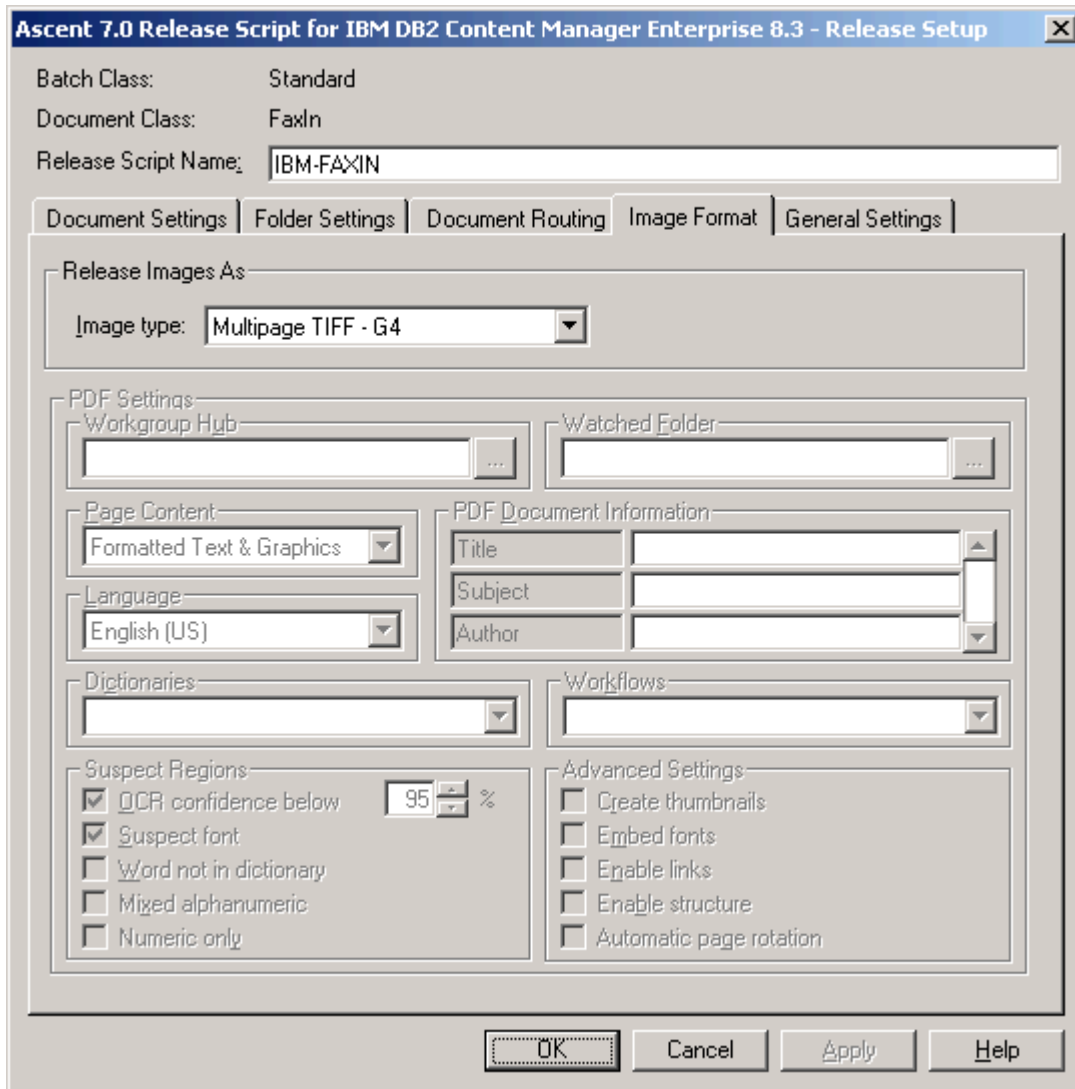 Ascent 7.0 Release Script for IBM DB2 Content Manager Enterprise 8.3 - Release Setup
Batch Class: Standard
Document Class: FaxIn
Release Script Name: IBM-FAXIN
Document Settings Folder Settings Document Routing Image Format General Settings
Release Images As
Image type: Multipage TIFF - G4
PDF Settings
Workgroup Hub Watched Folder
... ...
Page Content PDF Document Information
Formatted Text & Graphics Title
Subject
Language
English (US) Author
Dictionaries Workflows
Suspect Regions Advanced Settings
OCR confidence below 95 % Create thumbnails
Suspect font Embed fonts
Word not in dictionary Enable links
Mixed alphanumeric Enable structure
Numeric only Automatic page rotation
OK Cancel Apply Help